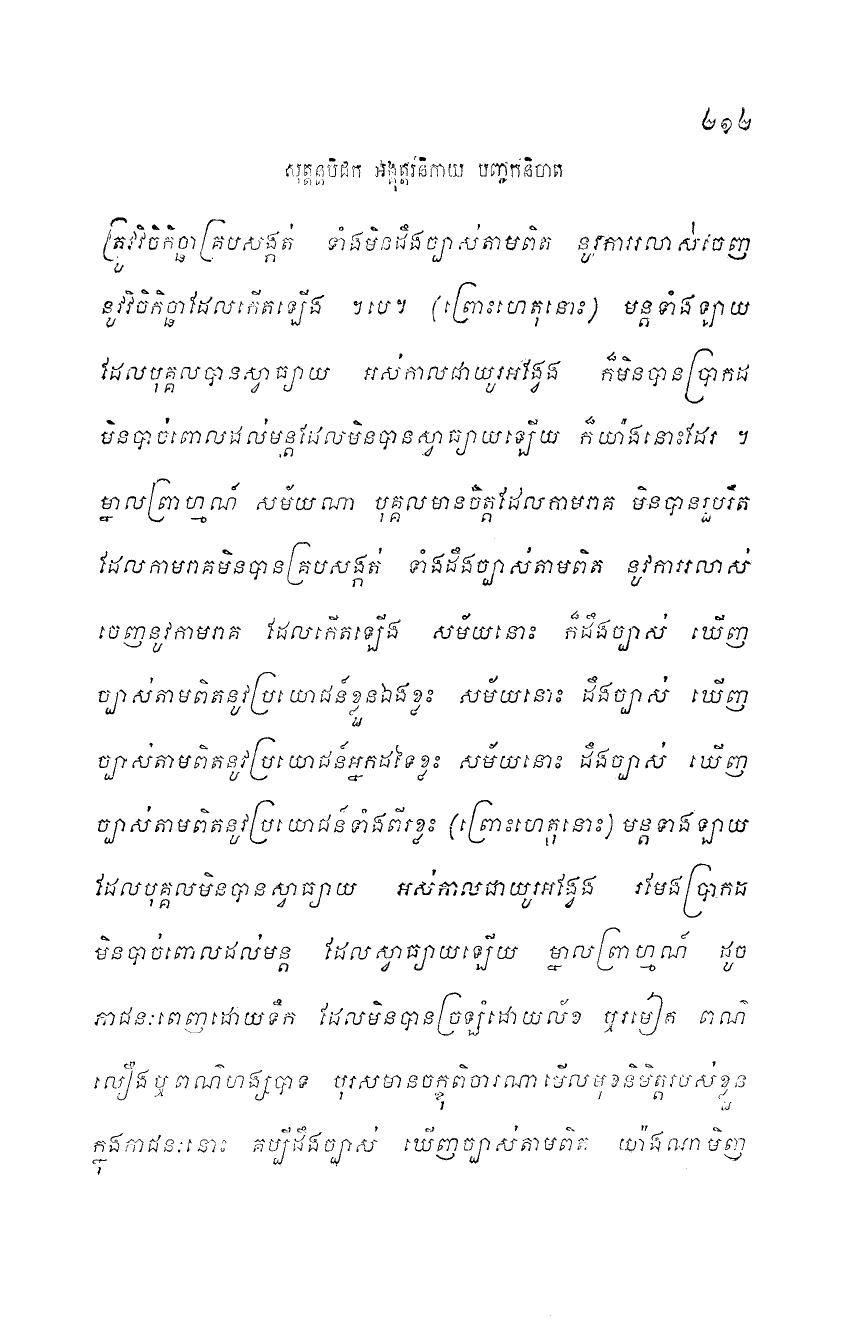 ២១២
សុត្តន្តបិដក អង្គុត្តរនិកាយ បញ្ចកនិបាត
ត្រូវវិចិកិច្ឆាគ្របសង្កត់ ទាំងមិនដឹងច្បាស់តាមពិត នូវការរលាស់ចេញ
នូវវិចិកិច្ឆាដែលកើតឡើង ។បេ។ (ព្រោះហេតុនោះ) មន្តទាំងឡាយ
ដែលបុគ្គលបានស្វាធ្យាយ អស់កាលជាយូរអង្វែង ក៏មិនបានប្រាកដ
មិនបាច់ពោលដល់មន្តដែលមិនបានស្វាធ្យាយឡើយ ក៏យ៉ាងនោះដែរ ។
ម្នាលព្រាហ្មណ៍ សម័យណា បុគ្គលមានចិត្តដែលកាមរាគ មិនបានរួបរឹត
ដែលកាមរាគមិនបានគ្របសង្កត់ ទាំងដឹងច្បាស់តាមពិត នូវការរលាស់
ចេញនូវកាមរាគ ដែលកើតឡើង សម័យនោះ ក៏ដឹងច្បាស់ ឃើញ
ច្បាស់តាមពិតនូវប្រយោជន៍ខ្លួនឯងខ្លះ សម័យនោះ ដឹងច្បាស់ ឃើញ
ច្បាស់តាមពិតនូវប្រយោជន៍អ្នកដទៃខ្លះ សម័យនោះ ដឹងច្បាស់ ឃើញ
ច្បាស់តាមពិតនូវប្រយោជន៍ទាំងពីរខ្លះ (ព្រោះហេតុនោះ) មន្តទាំងឡាយ
ដែលបុគ្គលមិនបានស្វាធ្យាយ អស់កាលជាយូរអង្វែង រមែងប្រាកដ
មិនបាច់ពោលដល់មន្ត ដែលស្វាធ្យាយឡើយ ម្នាលព្រាហ្មណ៍ ដូច
ភាជនៈពេញដោយទឹក ដែលមិនបានច្រឡំដោយល័ខ ឬរមៀត ពណ៌
លឿងឬពណ៌ហង្សបាទ បុរសមានចក្ខុពិចារណាមើលមុខនិមិត្តរបស់ខ្លួន
ក្នុងភាជនៈនោះ គប្បីដឹងច្បាស់ ឃើញច្បាស់តាមពិត យ៉ាងណាមិញ